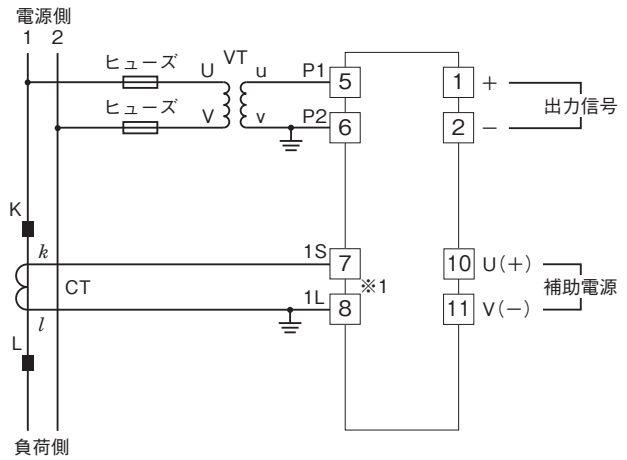 電源側
1 2
ヒューズ U VT u P1 5 1 +
出力信号
ヒューズ V v P2 6 2 −
K
k 1S 7 10 U(+)
※1
CT 補助電源
l 1L 8 11 V(−)
L
負荷側